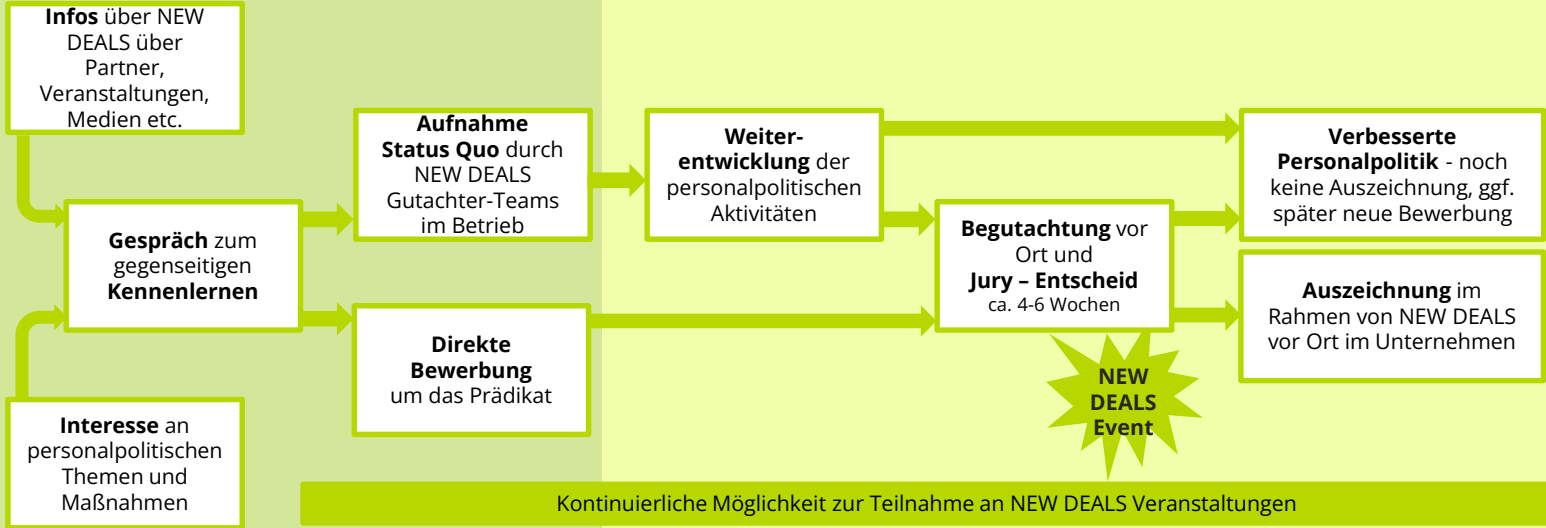 Infos über NEW
DEALS über
Partner,
Veranstaltungen,
Medien etc.
Gespräch zum
gegenseitigen
Kennenlernen
Interesse an
personalpolitischen
Themen und
Maßnahmen
Aufnahme
Status Quo durch
NEW DEALS
Gutachter-Teams
im Betrieb
Direkte
Bewerbung
um das Prädikat
Weiter-
entwicklung der
personalpolitischen
Aktivitäten
Begutachtung vor
Ort und
Jury – Entscheid
ca. 4-6 Wochen
NEW
DEALS
Event
Verbesserte
Personalpolitik - noch
keine Auszeichnung, ggf.
später neue Bewerbung
Auszeichnung im
Rahmen von NEW DEALS
vor Ort im Unternehmen
Kontinuierliche Möglichkeit zur Teilnahme an NEW DEALS Veranstaltungen